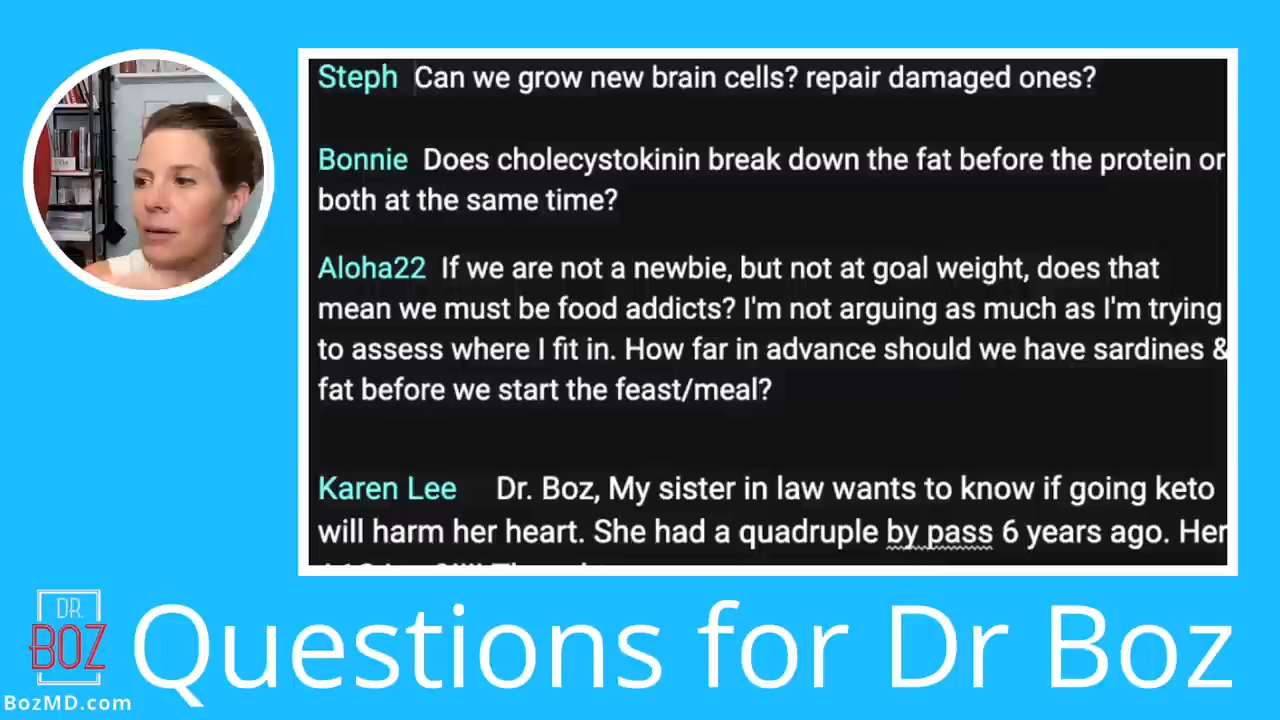 Steph Can we grow new brain cells? repair damaged ones?
Bonnie Does cholecystokinin break down the fat before the protein or
both at the same time?
Aloha22 If we are not a newbie, but not at goal weight, does that
mean we must be food addicts? I'm not arguing as much as I'm trying
to assess where I fit in. How far in advance should we have sardines &
fat before we start the feast/meal?
Karen Lee Dr. Boz, My sister in law wants to know if going keto
will harm her heart. She had a quadruple by pass 6 years ago. Her
DR.
BOZ
Questions for Dr Boz
BozMD.com